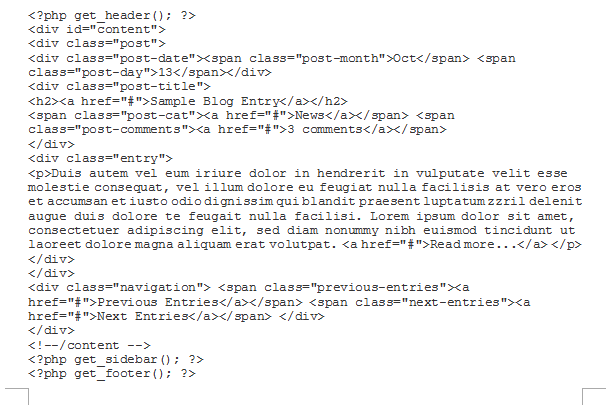 <?php get_header(); ?>
<div id="content">
<div class="post">
<div class="post-date"><span class="post-month">Oct</span> <span
class="post-day">13</span></div>
<div class="post-title">
<h2><a href="#">Sample Blog Entry</a></h2>
<span class="post-cat"><a href="#">News</a></span> <span
class="post-comments"><a href="#">3 comments</a></span>
</div>
<div class="entry">
<p>Duis autem vel eum iriure dolor in hendrerit in vulputate velit esse
molestie consequat, vel illum dolore eu feugiat nulla facilisis at vero eros
et accumsan et iusto odio dignissim qui blandit praesent luptatum zzril delenit
augue duis dolore te feugait nulla facilisi. Lorem ipsum dolor sit amet,
consectetuer adipiscing elit, sed diam nonummy nibh euismod tincidunt ut
laoreet dolore magna aliquam erat volutpat. <a href="#">Read more...</a></p>
</div>
</div>
<div class="navigation"> <span class="previous-entries"><a
href="#">Previous Entries</a></span> <span class="next-entries"><a
href="#">Next Entries</a></span> </div>
</div>
<!--/content -->
<?php get_sidebar(); ?>
<?php get_footer(); ?>